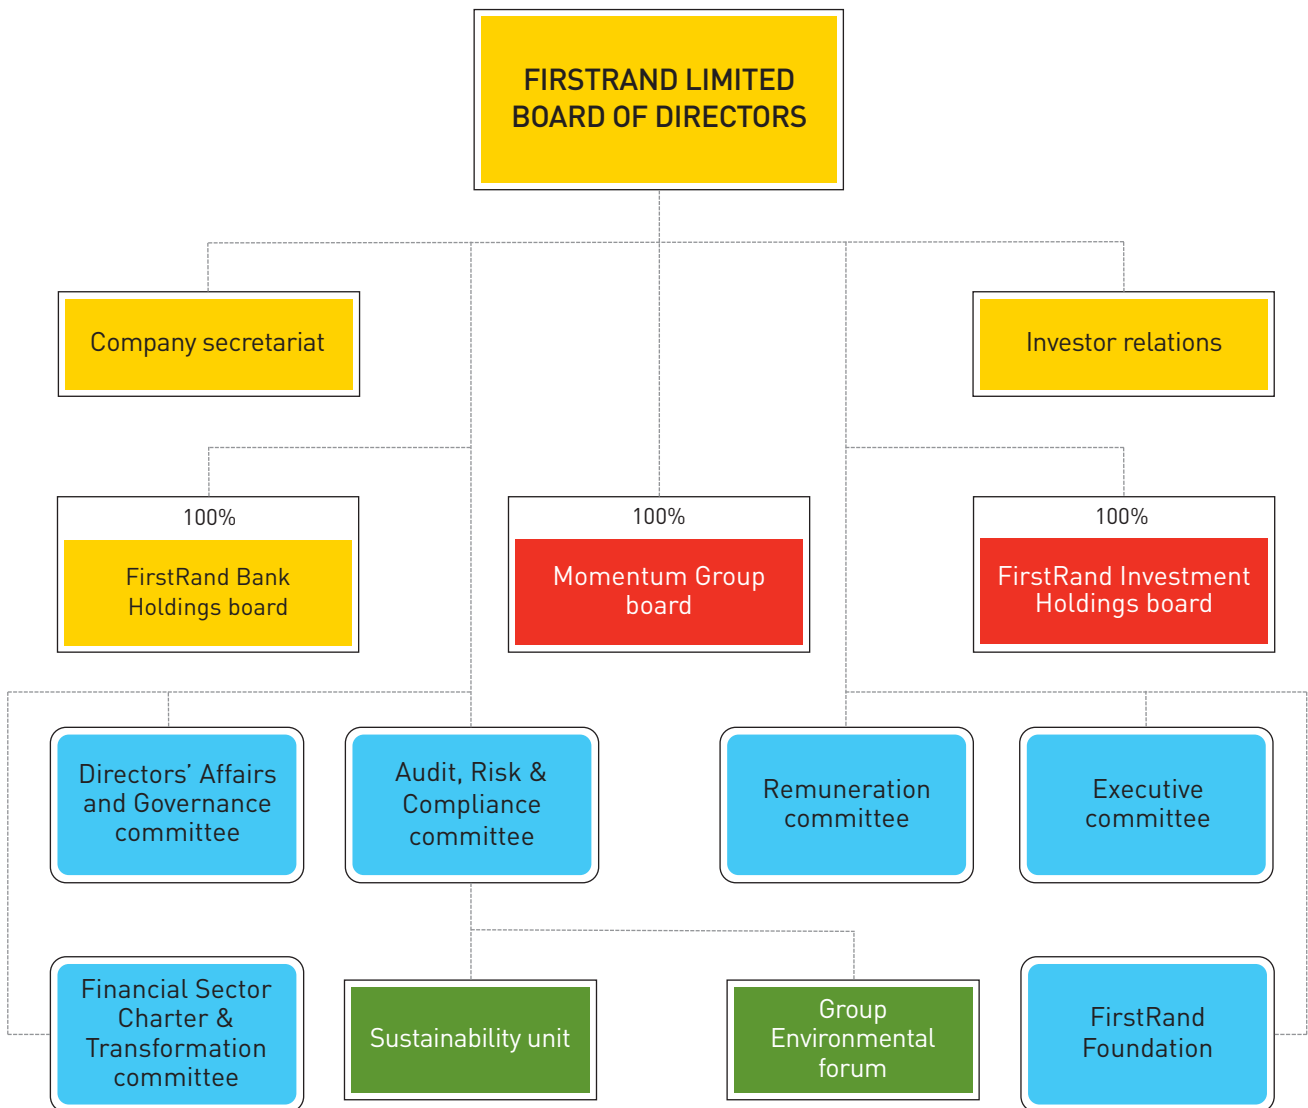 FIRSTRAND LIMITED
BOARD OF DIRECTORS
Company secretariat
Investor relations
100%
FirstRand Bank
Holdings board
100%
Momentum Group
board
100%
FirstRand Investment
Holdings board
Directors’ Affairs
and Governance
committee
Audit, Risk &
Compliance
committee
Remuneration
committee
Executive
committee
Financial Sector
Charter &
Transformation
committee
Sustainability unit
Group
Environmental
forum
FirstRand
Foundation